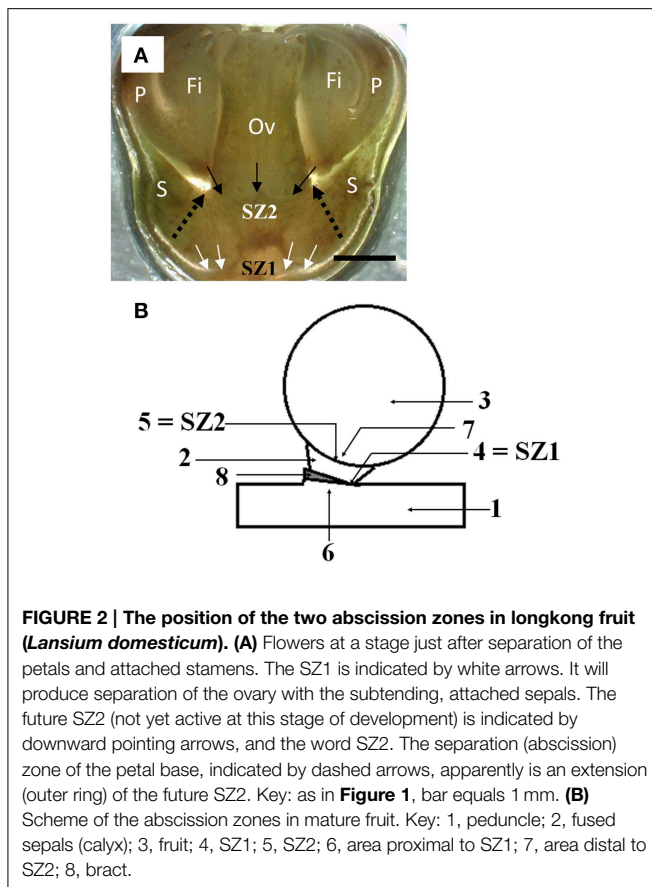 A
P Fi Fi P
Ov
S S
SZ2
SZ1
B
3
5 = SZ2 7
2 4 = SZ1
8
1
6
FIGURE 2 | The position of the two abscission zones in longkong fruit
(Lansium domesticum). (A) Flowers at a stage just after separation of the
petals and attached stamens. The SZ1 is indicated by white arrows. It will
produce separation of the ovary with the subtending, attached sepals. The
future SZ2 (not yet active at this stage of development) is indicated by
downward pointing arrows, and the word SZ2. The separation (abscission)
zone of the petal base, indicated by dashed arrows, apparently is an extension
(outer ring) of the future SZ2. Key: as in Figure 1, bar equals 1 mm. (B)
Scheme of the abscission zones in mature fruit. Key: 1, peduncle; 2, fused
sepals (calyx); 3, fruit; 4, SZ1; 5, SZ2; 6, area proximal to SZ1; 7, area distal to
SZ2; 8, bract.